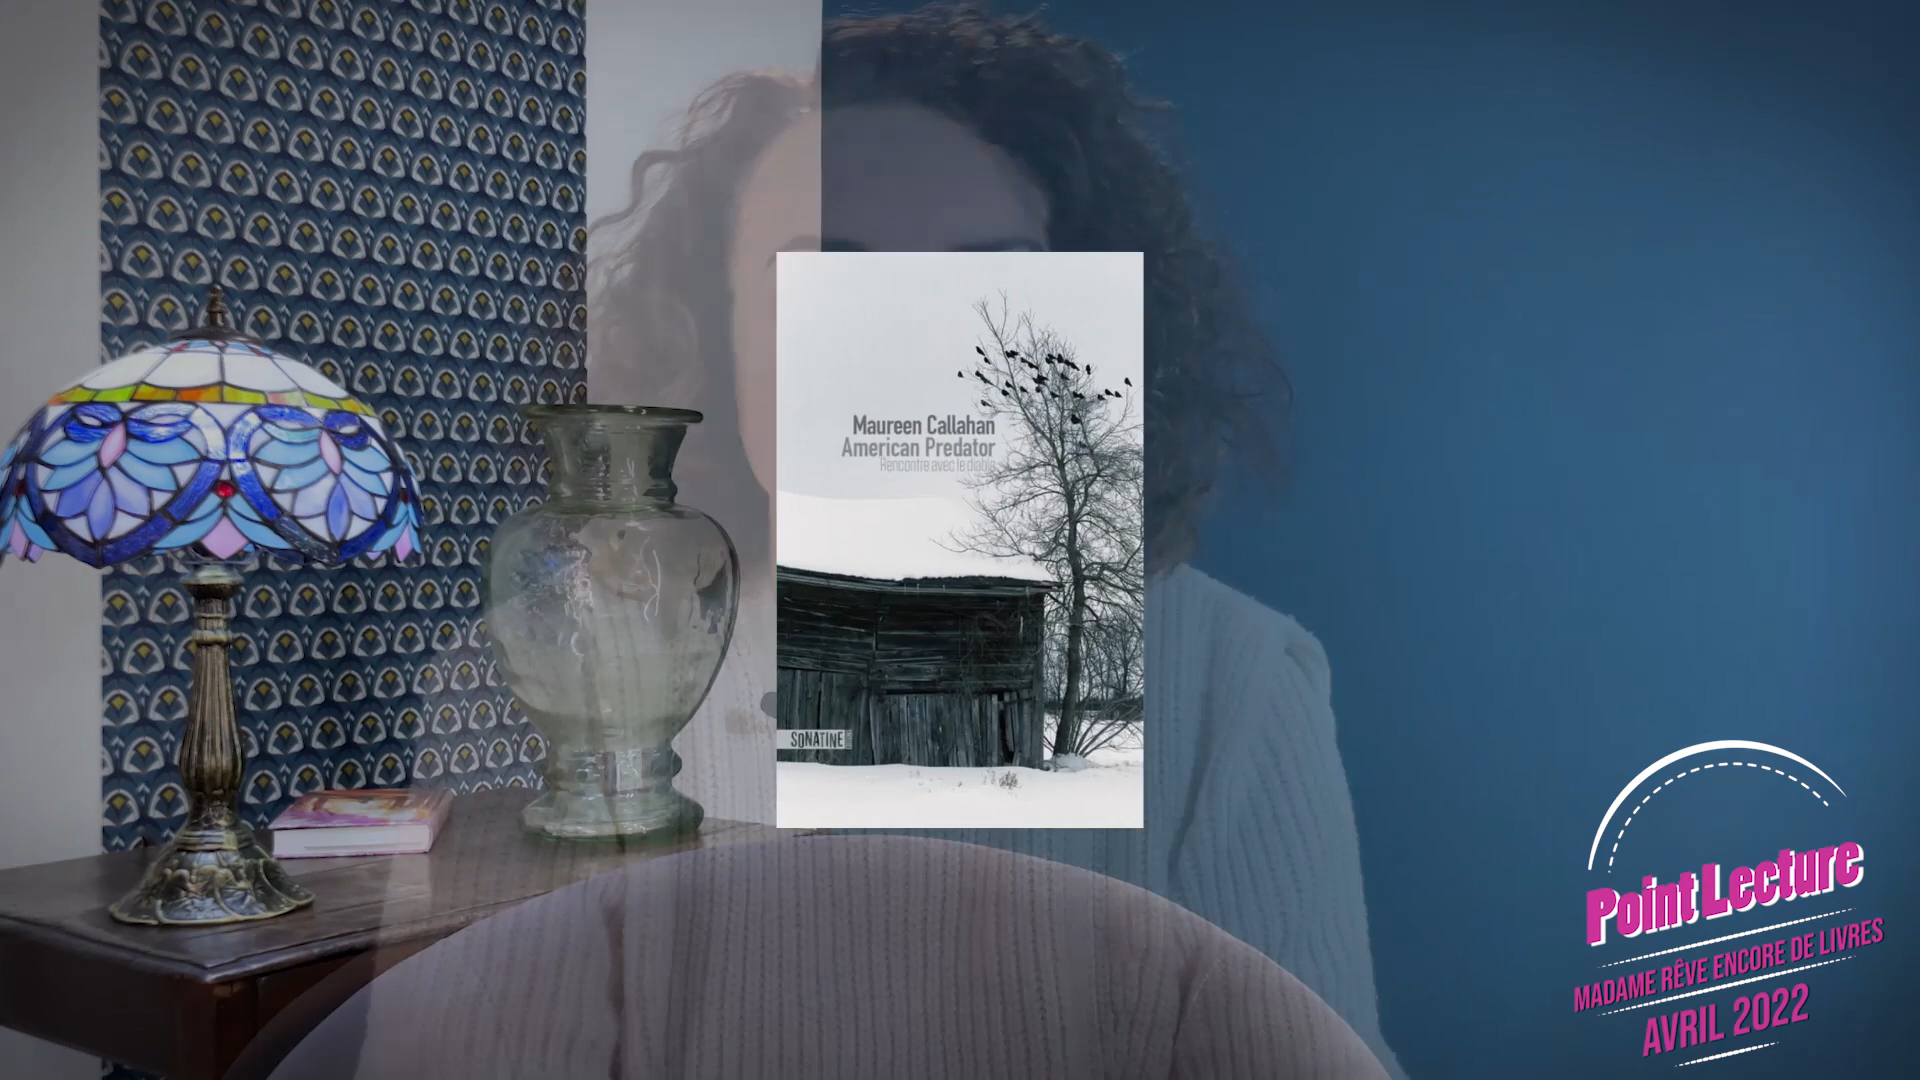 Maureen Callahan
American Predator
Rencontre avec le diable
SONATINE
Point Lecture
MADAME RÊVE ENCORE DE LIVRES
AVRIL 2022